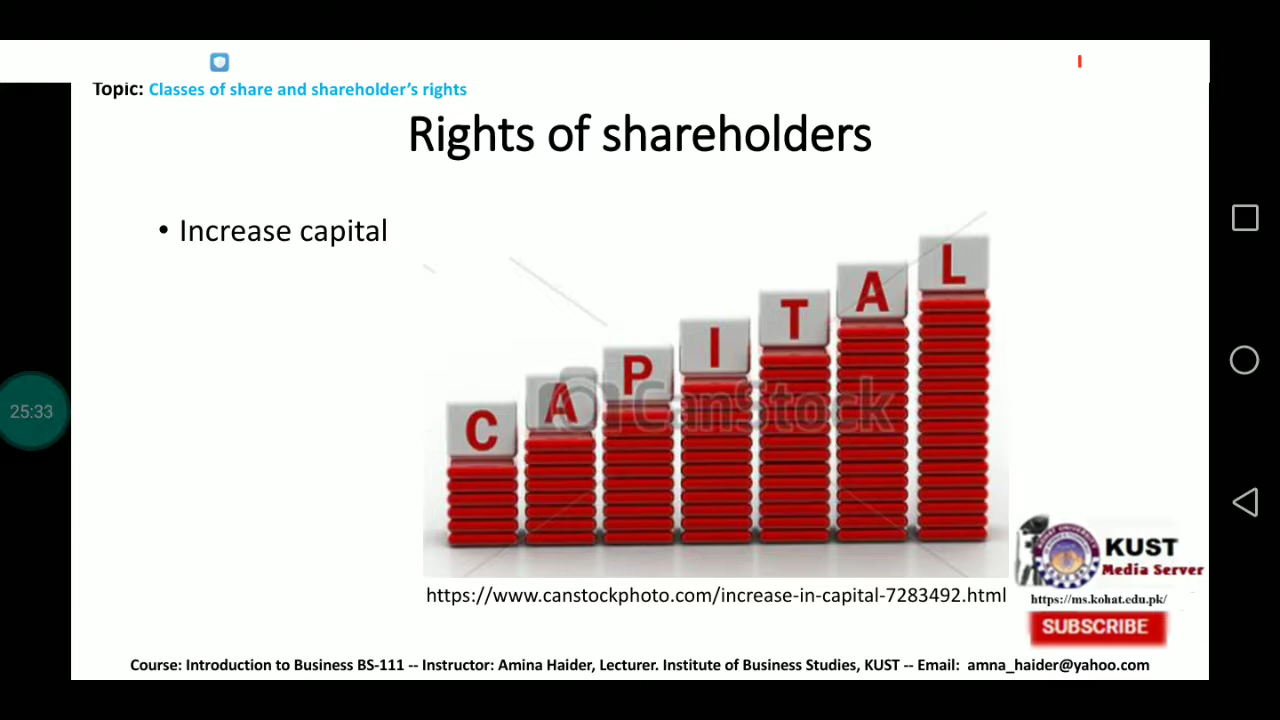 Topic: Classes of share and shareholder's rights
Rights of shareholders
• Increase capital
CAPITAL
CanStock
25:33
KUST
Media Server
https://www.canstockphoto.com/increase-in-capital-7283492.html
https://ms.kohat.edu.pk/
SUBSCRIBE
Course: Introduction to Business BS-111 -- Instructor: Amina Haider, Lecturer. Institute of Business Studies, KUST -- Email: amna_haider@yahoo.com